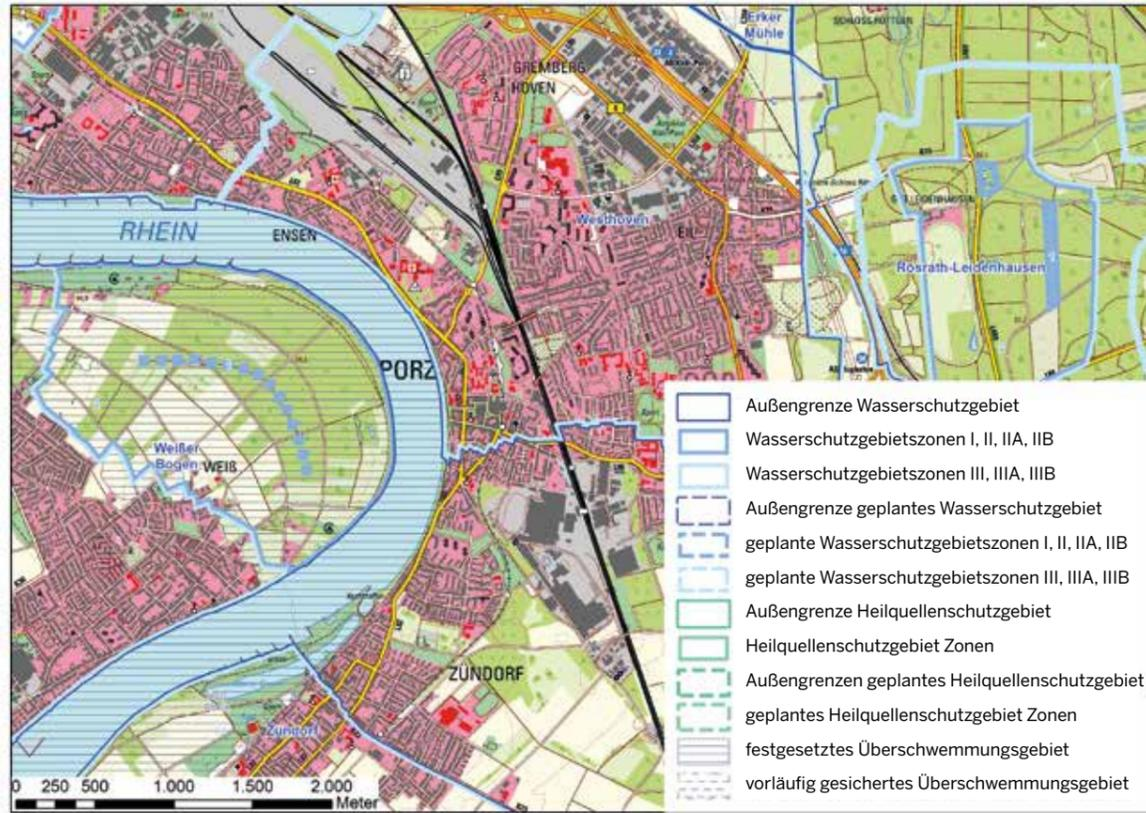 Erker
Mühle
GREMBERG
HOVEN
RHEIN
ENSEN
Westhoven
EIL
Rosrath-Leidenhausen
PORZ
Weißer
Bogen
WEIß
ZÜNDORF
Zündorf
0 250 500 1.000 1.500 2.000
Meter
Außengrenze Wasserschutzgebiet
Wasserschutzgebietszonen I, II, IIA, IIB
Wasserschutzgebietszonen III, IIIA, IIIB
Außengrenze geplantes Wasserschutzgebiet
geplante Wasserschutzgebietszonen I, II, IIA, IIB
geplante Wasserschutzgebietszonen III, IIIA, IIIB
Außengrenze Heilquellenschutzgebiet
Heilquellenschutzgebiet Zonen
Außengrenzen geplantes Heilquellenschutzgebiet
geplantes Heilquellenschutzgebiet Zonen
festgesetztes Überschwemmungsgebiet
vorläufig gesichertes Überschwemmungsgebiet